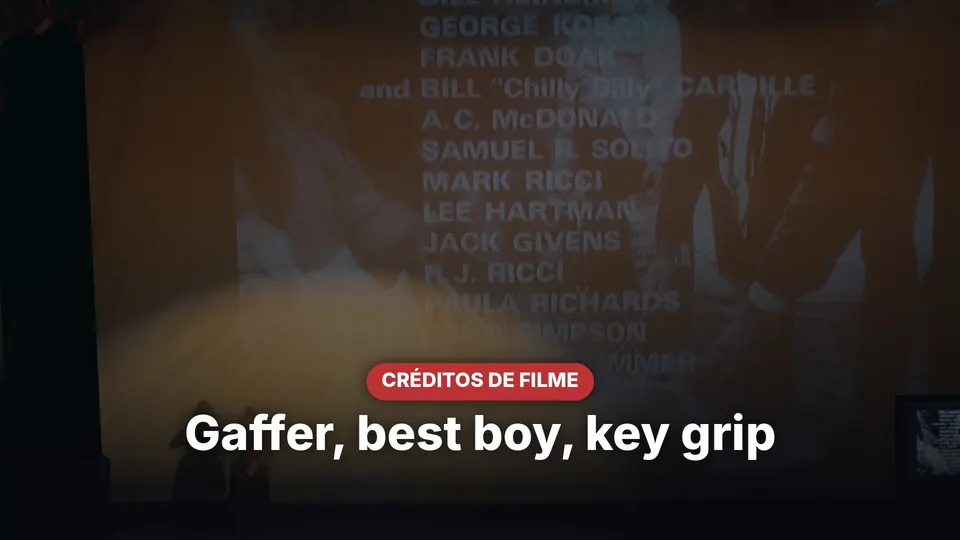 GEORGE
FRANK DOAK
and BILL "Chilly Billy" CARDILLE
A.C. McDONALD
SAMUEL R. SOLITO
MARK RICCI
LEE HARTMAN
JACK GIVENS
R.J. RICCI
PAULA RICHARDS
SIMPSON
CRÉDITOS DE FILME
Gaffer, best boy, key grip